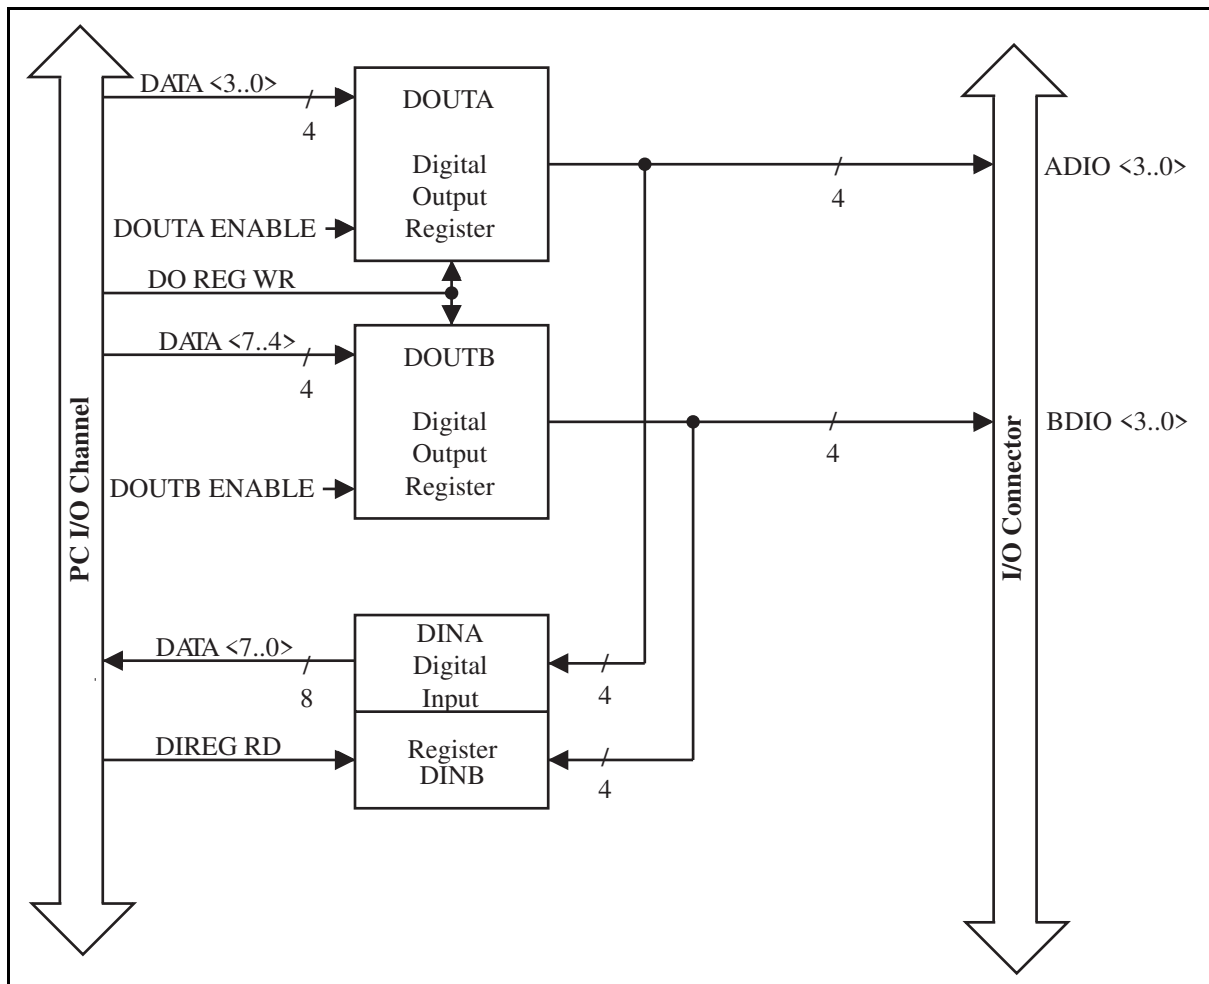 DATA <3..0>
4
DOUTA
Digital
Output
Register
DOUTA ENABLE
ADIO <3..0>
4
DO REG WR
DATA <7..4>
4
DOUTB
Digital
Output
Register
DOUTB ENABLE
BDIO <3..0>
4
PC I/O Channel
I/O Connector
DATA <7..0>
8
DINA
Digital
Input
4
DIREG RD
Register
DINB
4